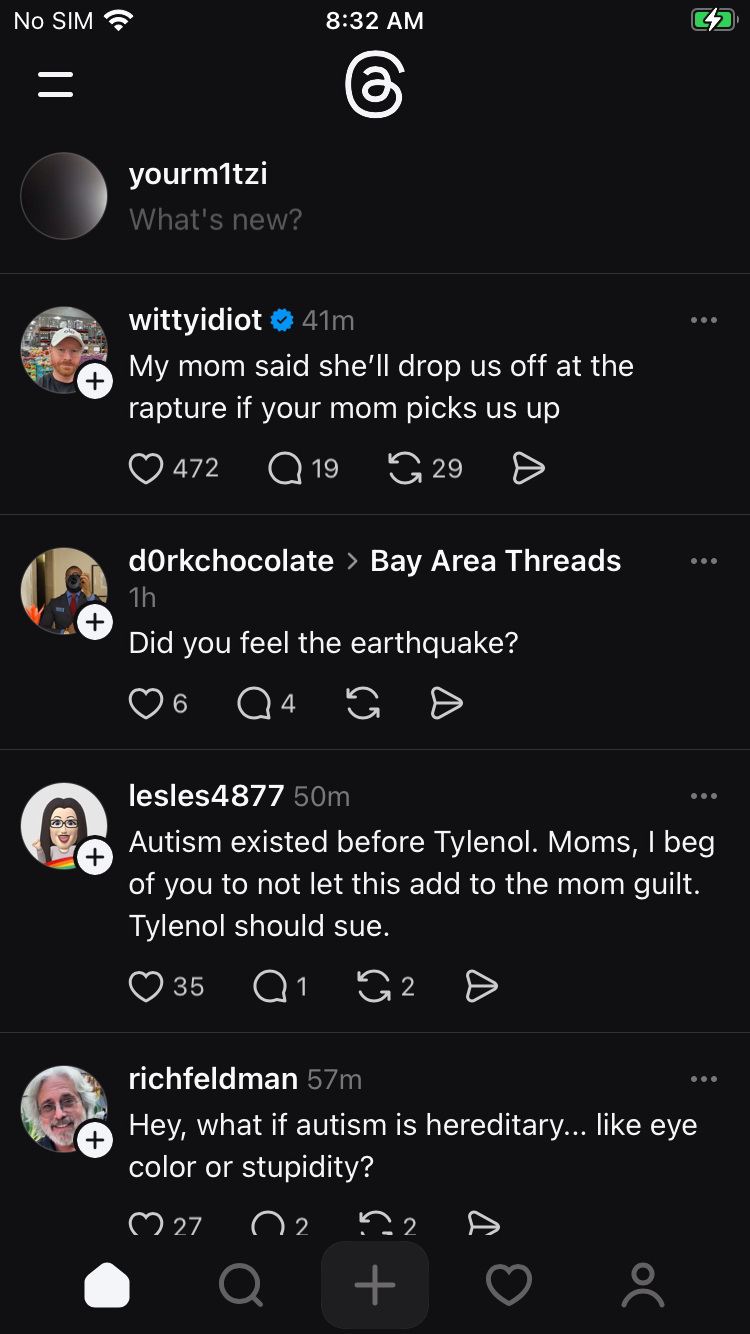 No SIM 8:32 AM
yourm1tzi
What's new?
wittyidiot 41m
My mom said she’ll drop us off at the
rapture if your mom picks us up
472 19 29
d0rkchocolate > Bay Area Threads
1h
Did you feel the earthquake?
6 4
lesles4877 50m
Autism existed before Tylenol. Moms, I beg
of you to not let this add to the mom guilt.
Tylenol should sue.
35 1 2
richfeldman 57m
Hey, what if autism is hereditary... like eye
color or stupidity?
27 2 2